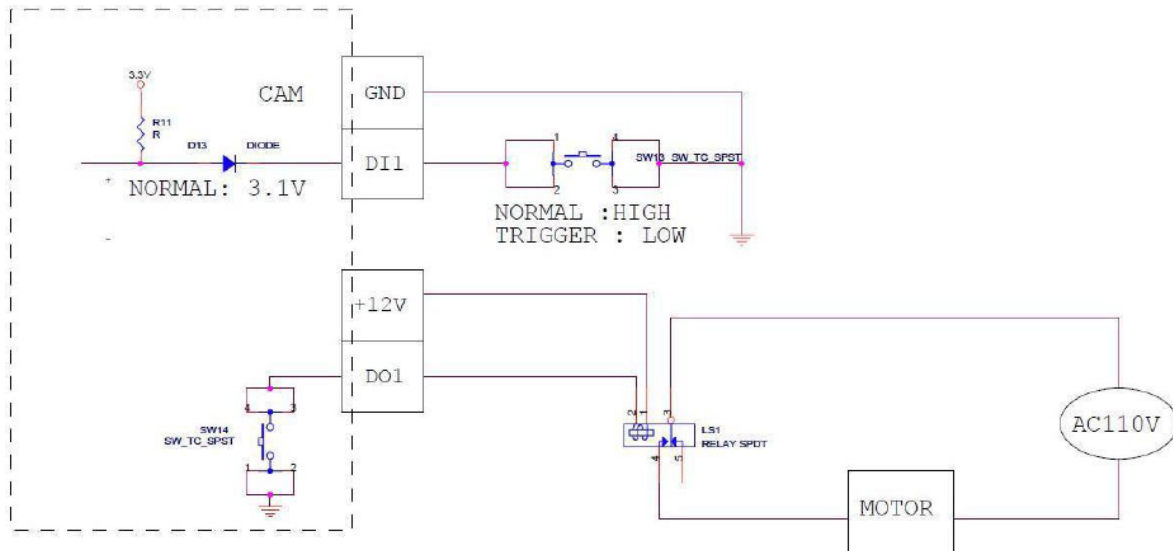 3.3V
CAM
GND
R11
R
D13
DIODE
DI1
1
4
SW13 SW_TC_SPST
2
3
+
NORMAL: 3.1V
-
NORMAL :HIGH
TRIGGER : LOW
+12V
DO1
4
3
SW14
SW_TC_SPST
1
2
2
1
3
LS1
RELAY SPDT
4
5
AC110V
MOTOR